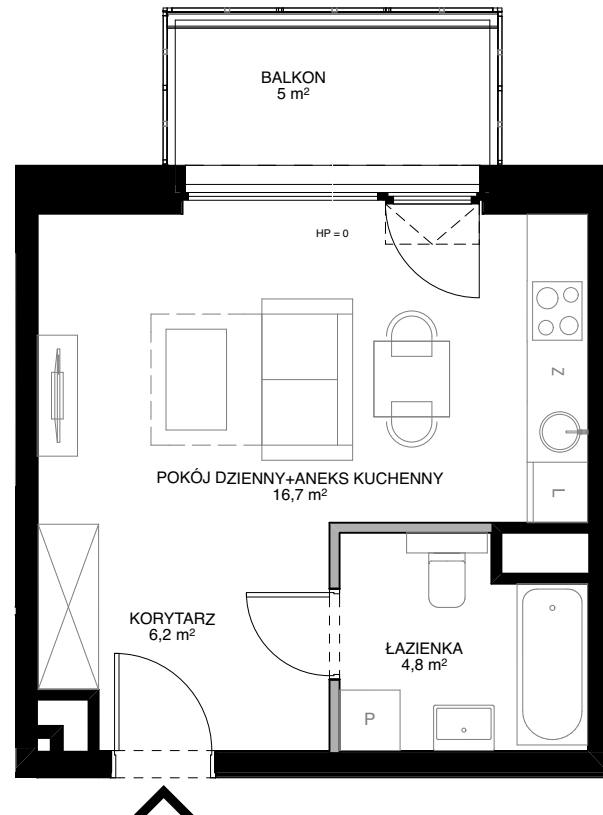 BALKON
5 m²
HP = 0
Z
L
POKÓJ DZIENNY+ANEKS KUCHENNY
16,7 m²
KORYTARZ
6,2 m²
ŁAZIENKA
4,8 m²
P